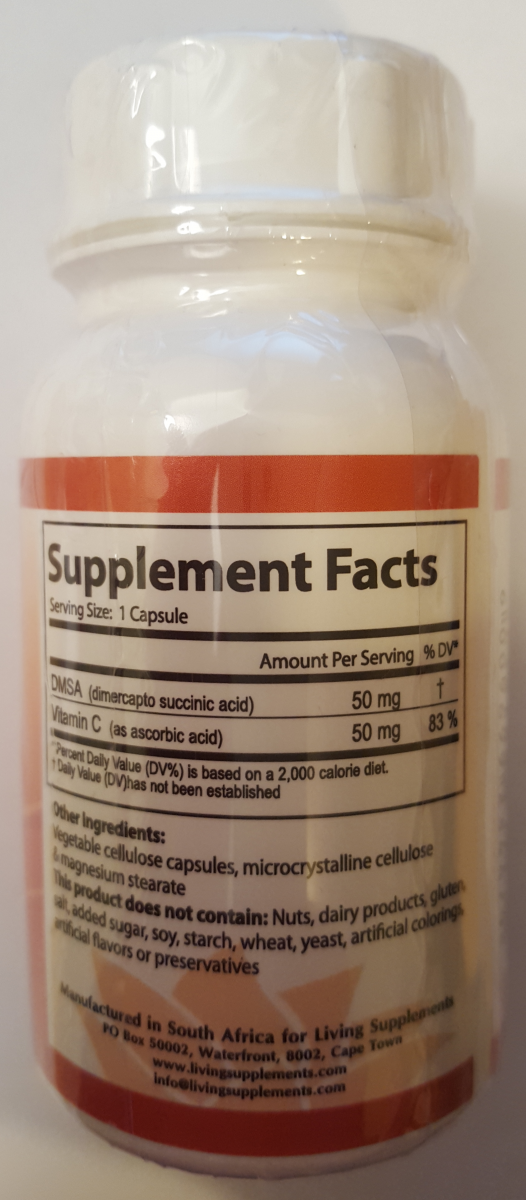 Supplement Facts
Serving Size: 1 Capsule
Amount Per Serving % DV*
DMSA (dimercapto succinic acid) 50 mg †
Vitamin C (as ascorbic acid) 50 mg 83 %
*Percent Daily Value (DV%) is based on a 2,000 calorie diet.
† Daily Value (DV)has not been established
Other Ingredients:
Vegetable cellulose capsules, microcrystalline cellulose
& magnesium stearate
This product does not contain: Nuts, dairy products, gluten,
salt, added sugar, soy, starch, wheat, yeast, artificial colorings,
artificial flavors or preservatives
Manufactured in South Africa for Living Supplements
PO Box 50002, Waterfront, 8002, Cape Town
www.livingsupplements.com
info@livingsupplements.com